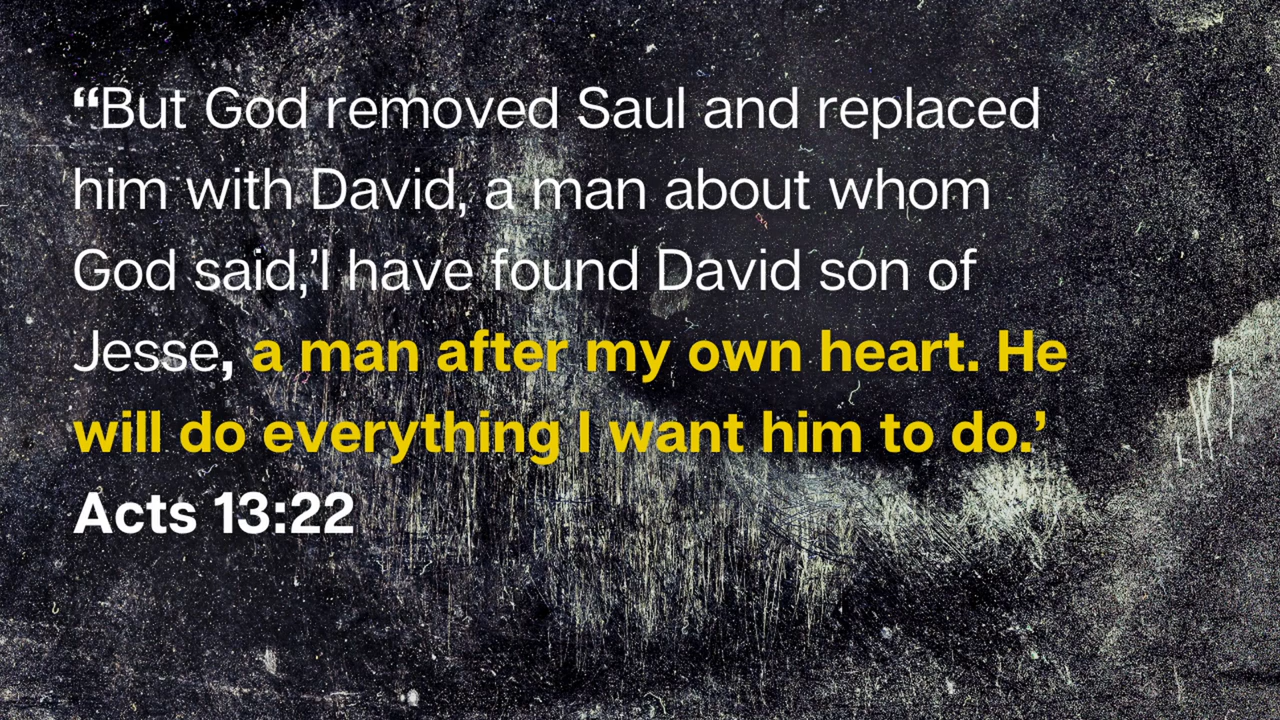 “But God removed Saul and replaced
him with David, a man about whom
God said,’I have found David son of
Jesse, a man after my own heart. He
will do everything I want him to do.’
Acts 13:22